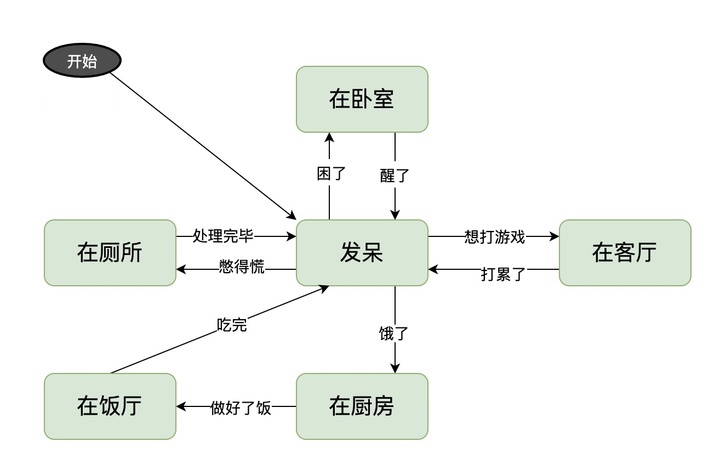 开始
在卧室
困了
醒了
在厕所
处理完毕
憋得慌
发呆
想打游戏
打累了
在客厅
吃完
饿了
在饭厅
做好了饭
在厨房